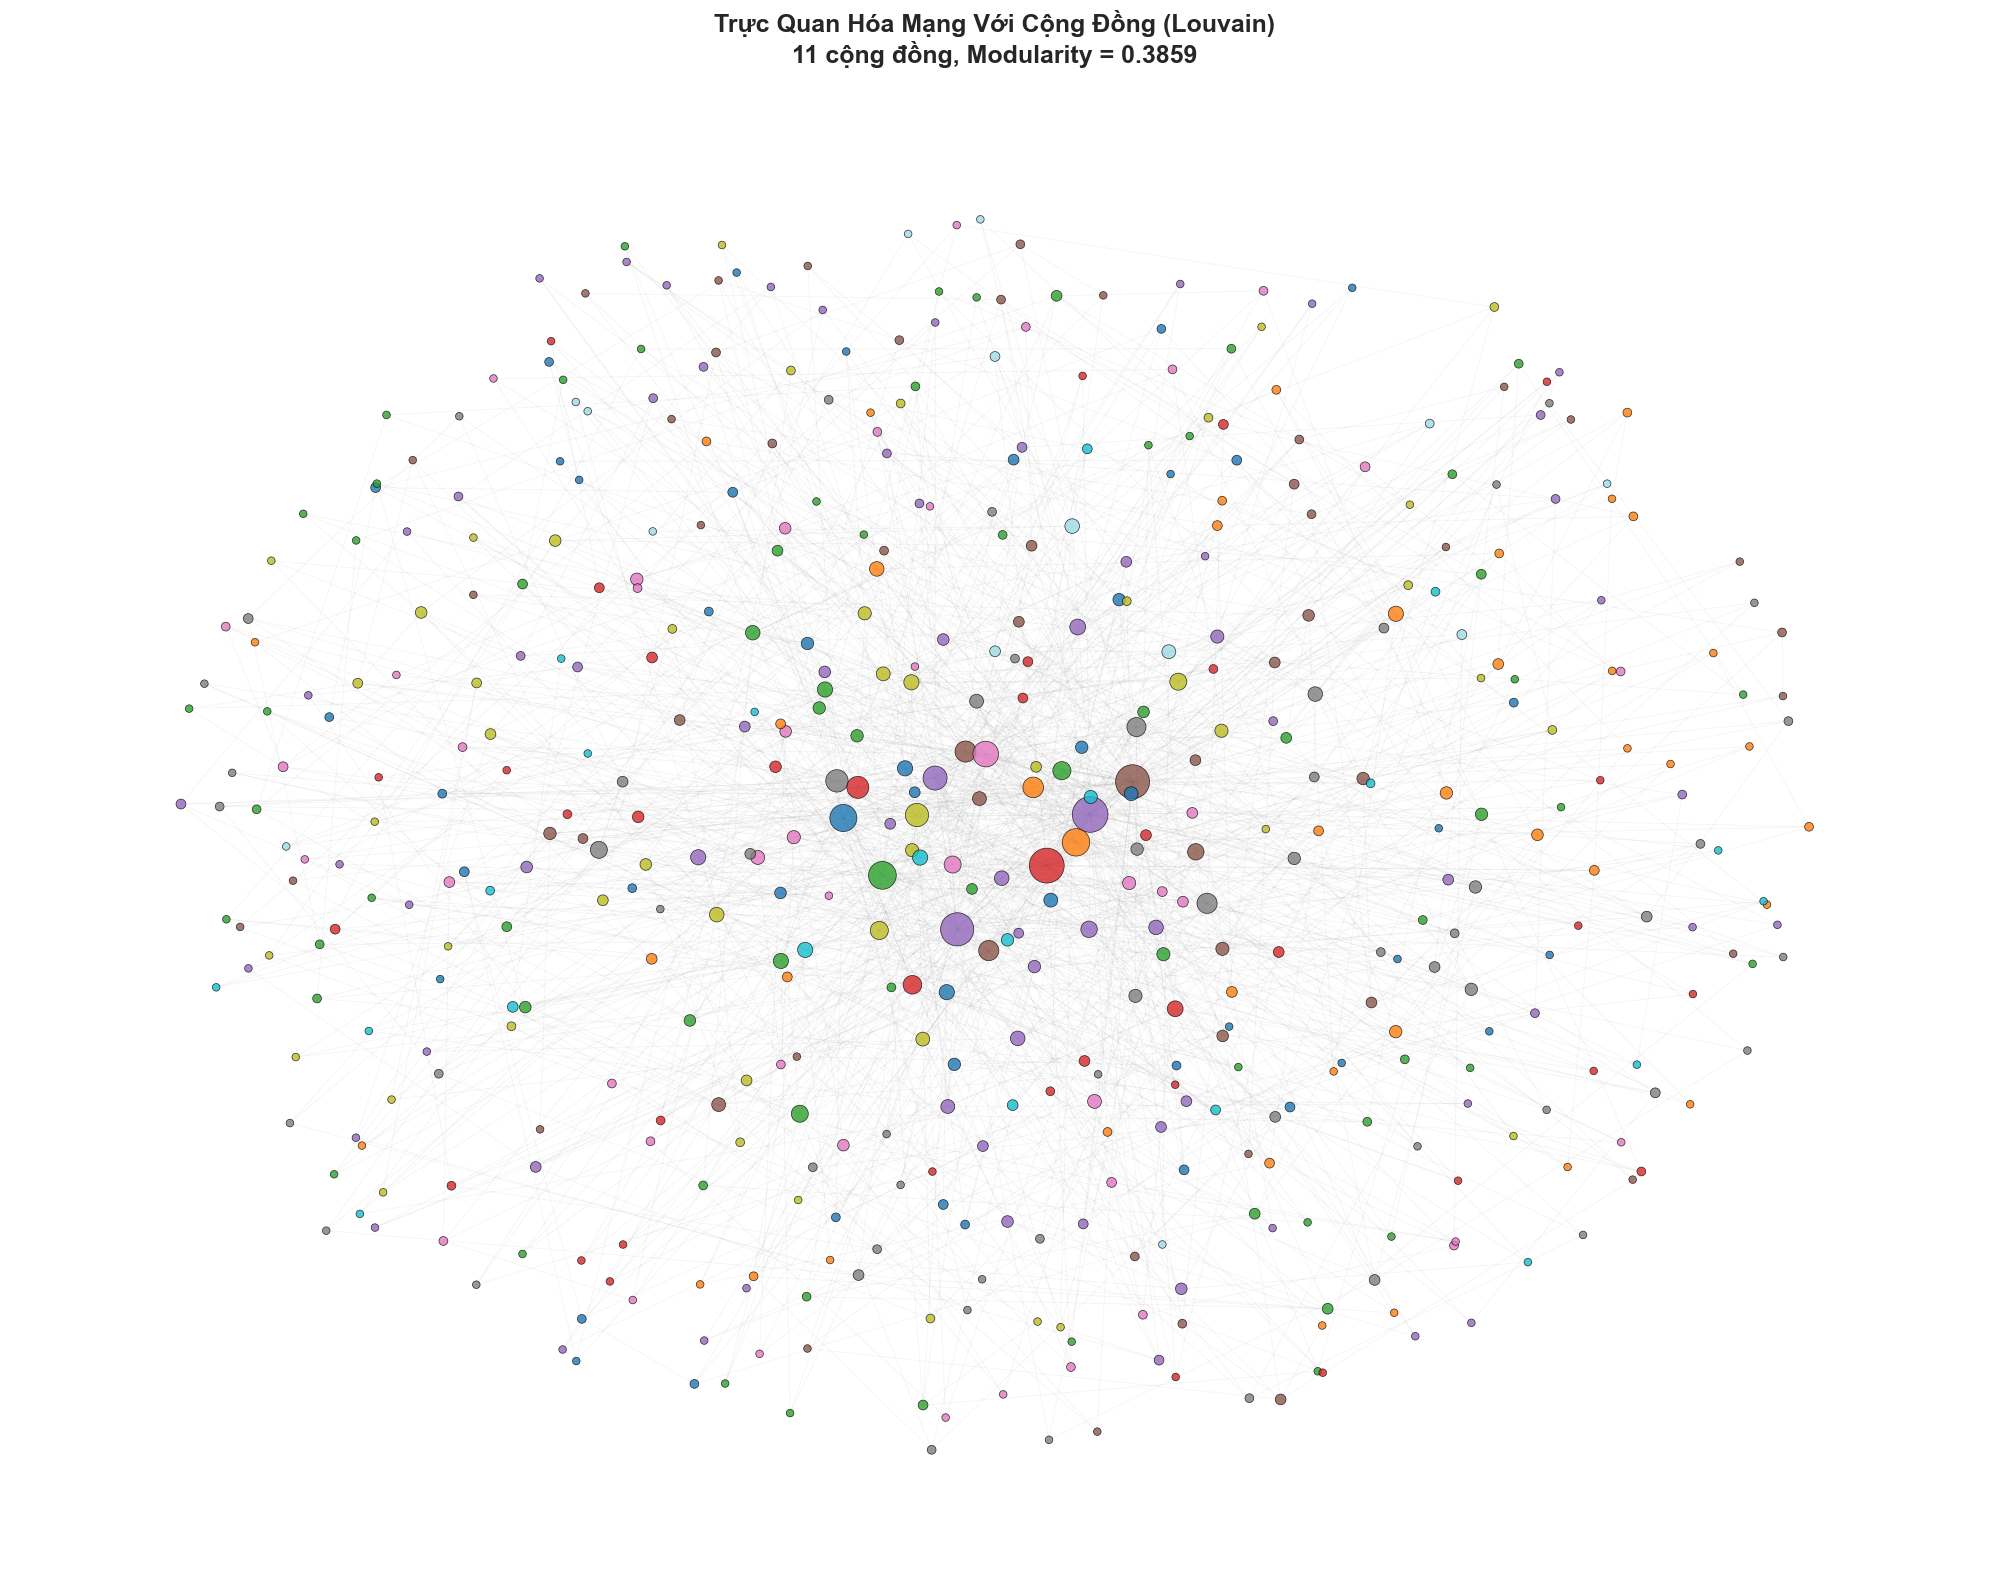 Trực Quan Hóa Mạng Với Cộng Đồng (Louvain)
11 cộng đồng, Modularity = 0.3859